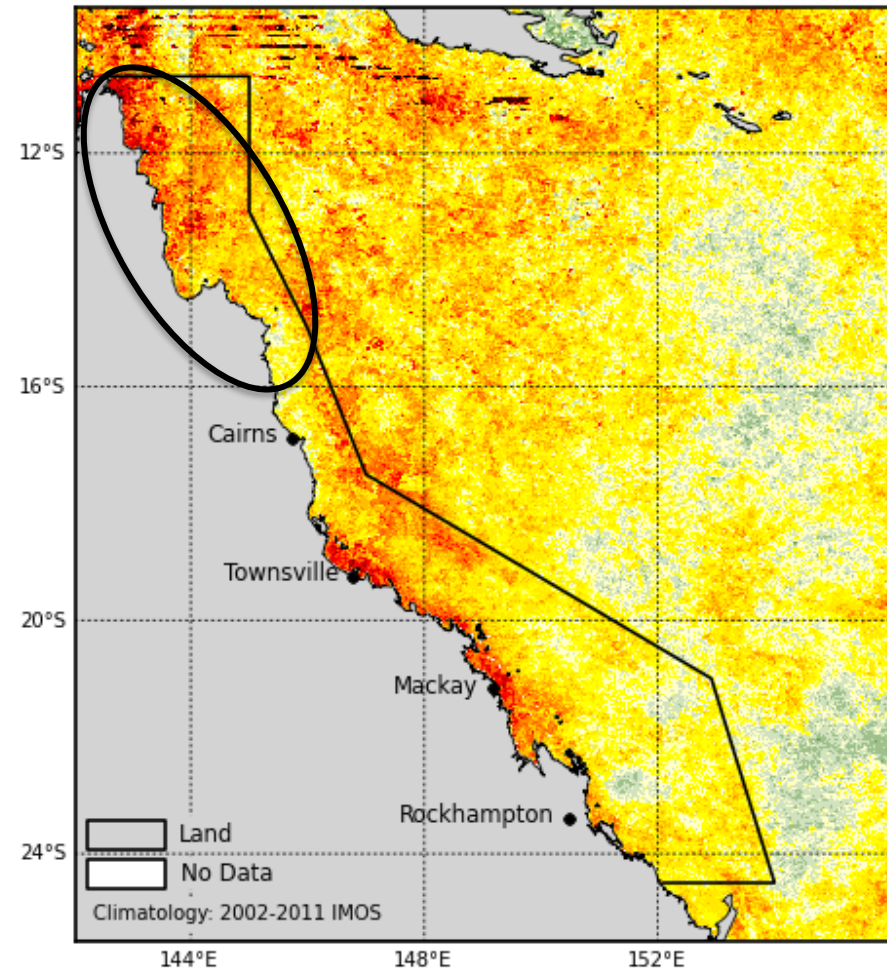 12°S
16°S
Cairns
Townsville
20°S
Mackay
Rockhampton
24°S
Land
No Data
Climatology: 2002-2011 IMOS
144°E 148°E 152°E